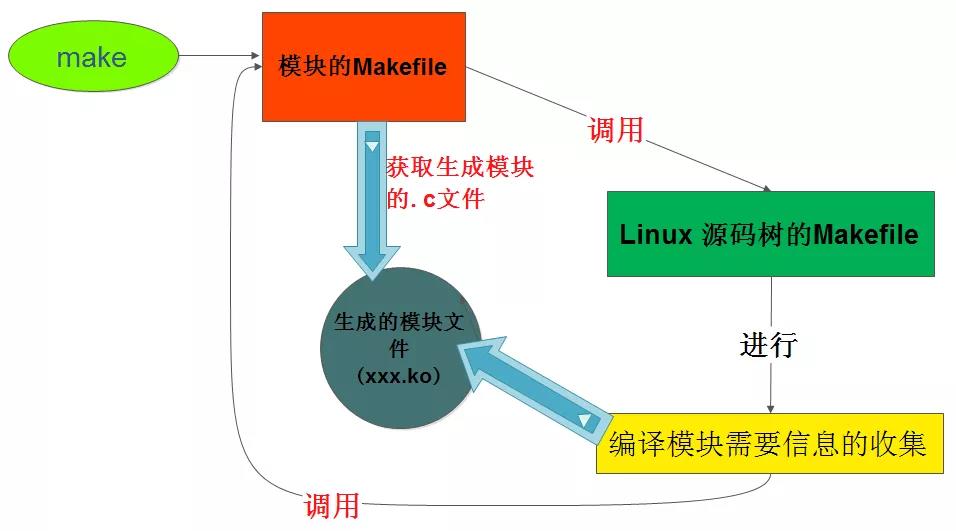 make
模块的Makefile
调用
获取生成模块
的.c文件
Linux 源码树的Makefile
生成的模块文
件
(xxx.ko)
进行
编译模块需要信息的收集
调用